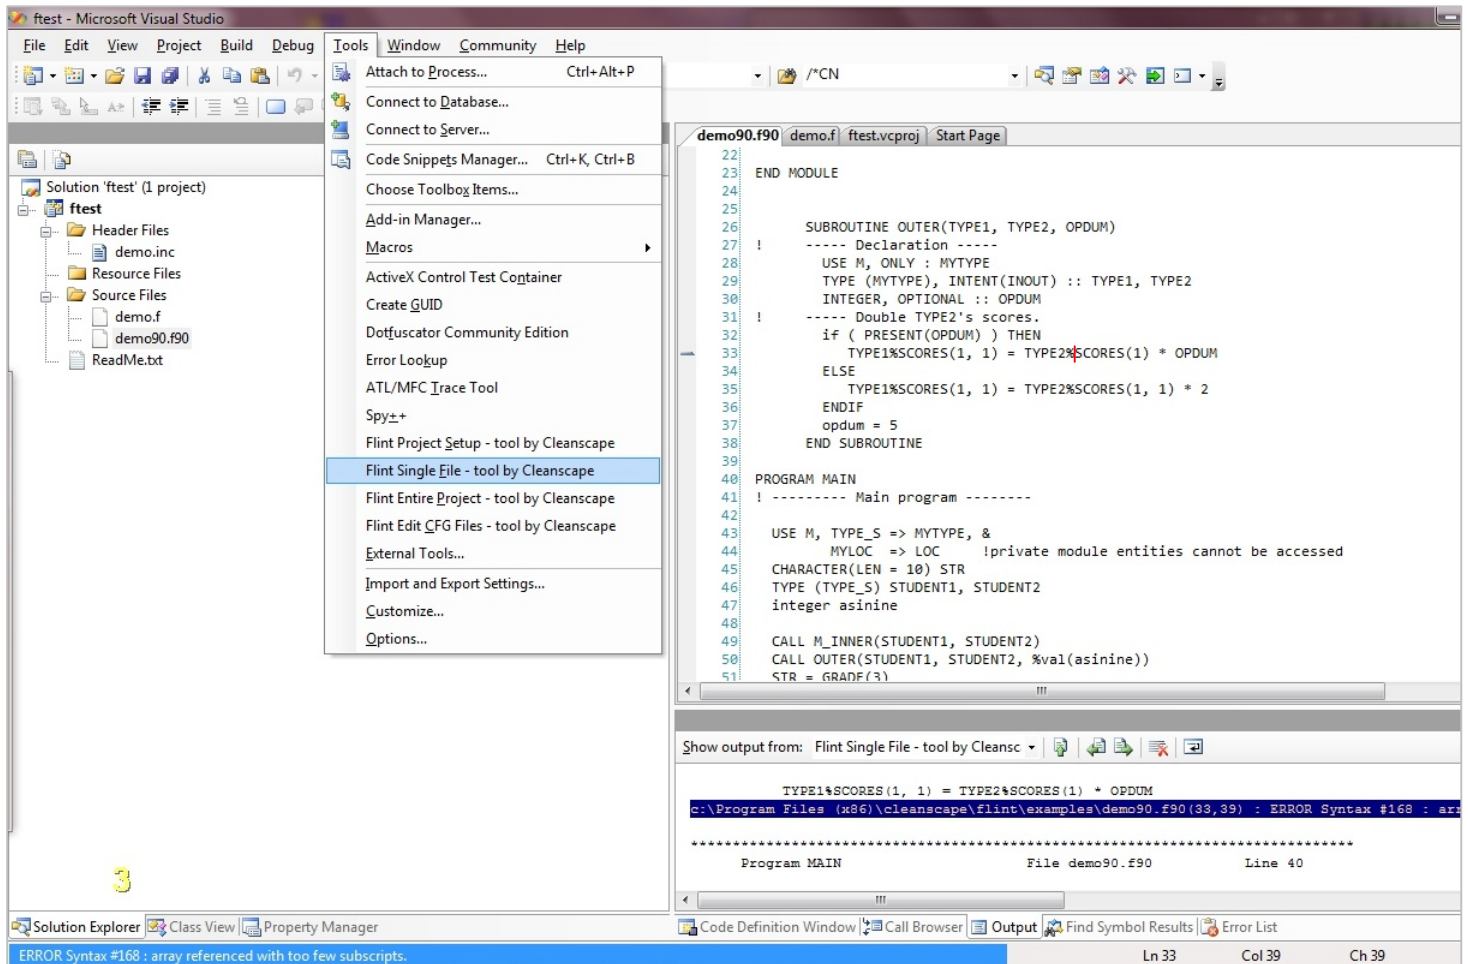 ftest - Microsoft Visual Studio
File Edit View Project Build Debug Tools Window Community Help
/*CN
Attach to Process... Ctrl+Alt+P
Connect to Database...
Connect to Server...
Code Snippets Manager... Ctrl+K, Ctrl+B
Choose Toolbox Items...
Add-in Manager...
Macros
ActiveX Control Test Container
Create GUID
Dotfuscator Community Edition
Error Lookup
ATL/MFC Trace Tool
Spy++
Flint Project Setup - tool by Cleanscape
Flint Single File - tool by Cleanscape
Flint Entire Project - tool by Cleanscape
Flint Edit CFG Files - tool by Cleanscape
External Tools...
Import and Export Settings...
Customize...
Options...
Solution 'ftest' (1 project)
ftest
Header Files
demo.inc
Resource Files
Source Files
demo.f
demo90.f90
ReadMe.txt
3
Solution Explorer Class View Property Manager
demo90.f90 demo.f ftest.vcproj Start Page
22
23 END MODULE
24
25
26 SUBROUTINE OUTER(TYPE1, TYPE2, OPDUM)
27 ! ----- Declaration -----
28 USE M, ONLY : MYTYPE
29 TYPE (MYTYPE), INTENT(INOUT) :: TYPE1, TYPE2
30 INTEGER, OPTIONAL :: OPDUM
31 ! ----- Double TYPE2's scores.
32 if ( PRESENT(OPDUM) ) THEN
33 TYPE1%SCORES(1, 1) = TYPE2%SCORES(1) * OPDUM
34 ELSE
35 TYPE1%SCORES(1, 1) = TYPE2%SCORES(1, 1) * 2
36 ENDIF
37 opdum = 5
38 END SUBROUTINE
39
40 PROGRAM MAIN
41 ! --------- Main program --------
42
43 USE M, TYPE_S => MYTYPE, &
44 MYLOC => LOC !private module entities cannot be accessed
45 CHARACTER(LEN = 10) STR
46 TYPE (TYPE_S) STUDENT1, STUDENT2
47 integer asinine
48
49 CALL M_INNER(STUDENT1, STUDENT2)
50 CALL OUTER(STUDENT1, STUDENT2, %val(asinine))
51 STR = GRADE(3)
Show output from: Flint Single File - tool by Cleansc
TYPE1%SCORES(1, 1) = TYPE2%SCORES(1) * OPDUM
c:\Program Files (x86)\cleanscape\flint\examples\demo90.f90(33,39) : ERROR Syntax #168 : arr
*******************************************************************************
Program MAIN File demo90.f90 Line 40
Code Definition Window Call Browser Output Find Symbol Results Error List
ERROR Syntax #168 : array referenced with too few subscripts. Ln 33 Col 39 Ch 39